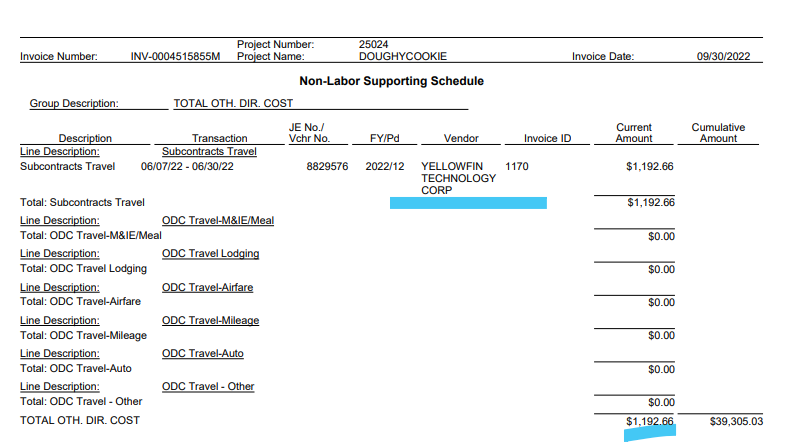 Project Number: 25024
Invoice Number: INV-0004515855M Project Name: DOUGHYCOOKIE Invoice Date: 09/30/2022
Non-Labor Supporting Schedule
Group Description: TOTAL OTH. DIR. COST
JE No./ Current Cumulative
Description Transaction Vchr No. FY/Pd Vendor Invoice ID Amount Amount
Line Description: Subcontracts Travel
Subcontracts Travel 06/07/22 - 06/30/22 8829576 2022/12 YELLOWFIN 1170 $1,192.66
TECHNOLOGY
CORP
Total: Subcontracts Travel $1,192.66
Line Description: ODC Travel-M&IE/Meal
Total: ODC Travel-M&IE/Meal $0.00
Line Description: ODC Travel Lodging
Total: ODC Travel Lodging $0.00
Line Description: ODC Travel-Airfare
Total: ODC Travel-Airfare $0.00
Line Description: ODC Travel-Mileage
Total: ODC Travel-Mileage $0.00
Line Description: ODC Travel-Auto
Total: ODC Travel-Auto $0.00
Line Description: ODC Travel - Other
Total: ODC Travel - Other $0.00
TOTAL OTH. DIR. COST $1,192.66 $39,305.03